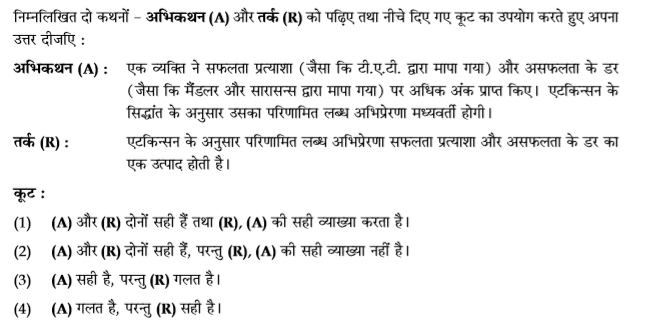 निम्नलिखित दो कथनों – अभिकथन (A) और तर्क (R) को पढ़िए तथा नीचे दिए गए कूट का उपयोग करते हुए अपना
उत्तर दीजिए :
अभिकथन (A) : एक व्यक्ति ने सफलता प्रत्याशा (जैसा कि टी.ए.टी. द्वारा मापा गया) और असफलता के डर
(जैसा कि मैंडलर और सारासन्स द्वारा मापा गया) पर अधिक अंक प्राप्त किए। एटकिन्सन के
सिद्धांत के अनुसार उसका परिणामित लब्ध अभिप्रेरणा मध्यवर्ती होगी।
तर्क (R) : एटकिन्सन के अनुसार परिणामित लब्ध अभिप्रेरणा सफलता प्रत्याशा और असफलता के डर का
एक उत्पाद होती है।
कूट :
(1) (A) और (R) दोनों सही हैं तथा (R), (A) की सही व्याख्या करता है।
(2) (A) और (R) दोनों सही हैं, परन्तु (R), (A) की सही व्याख्या नहीं है।
(3) (A) सही है, परन्तु (R) गलत है।
(4) (A) गलत है, परन्तु (R) सही है।